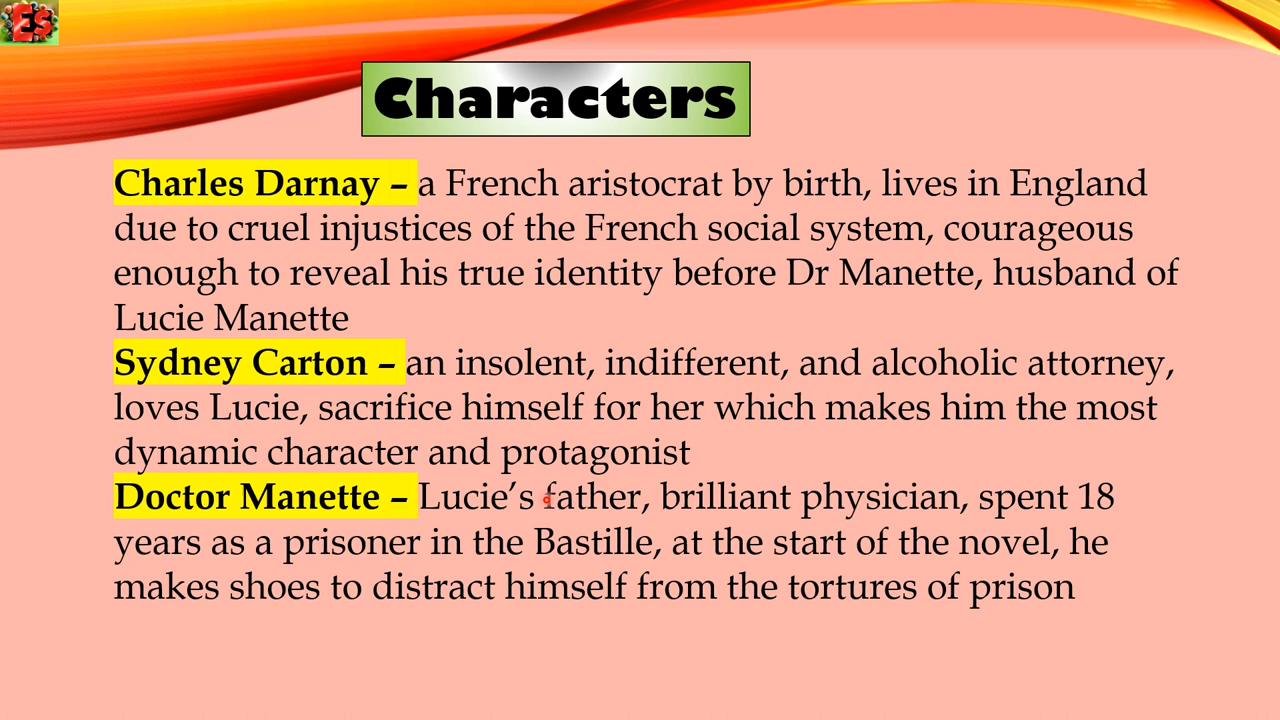 ES
Characters
Charles Darnay – a French aristocrat by birth, lives in England
due to cruel injustices of the French social system, courageous
enough to reveal his true identity before Dr Manette, husband of
Lucie Manette
Sydney Carton – an insolent, indifferent, and alcoholic attorney,
loves Lucie, sacrifice himself for her which makes him the most
dynamic character and protagonist
Doctor Manette – Lucie’s father, brilliant physician, spent 18
years as a prisoner in the Bastille, at the start of the novel, he
makes shoes to distract himself from the tortures of prison